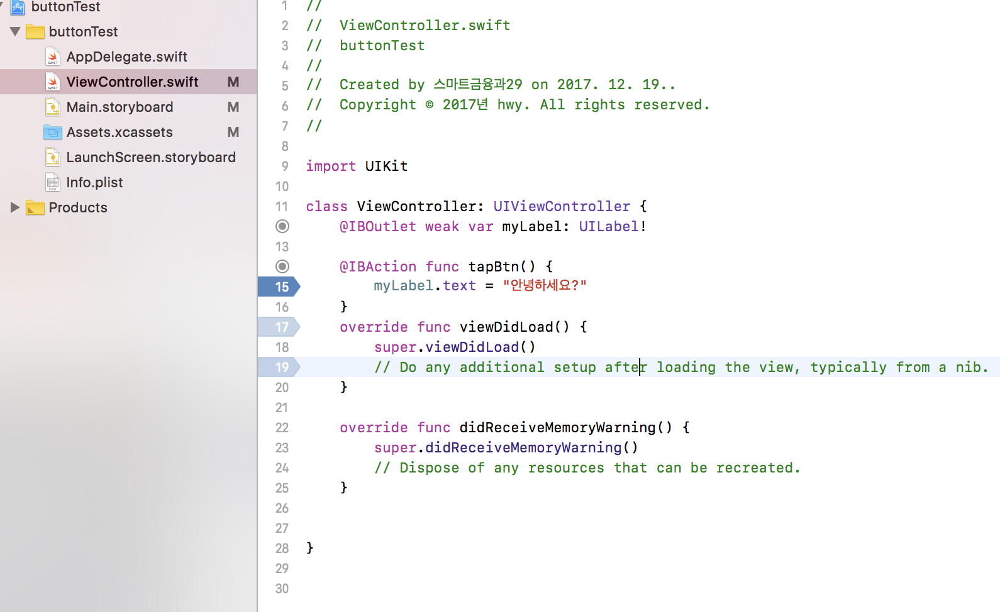 buttonTest
buttonTest
AppDelegate.swift
ViewController.swift M
Main.storyboard M
Assets.xcassets M
LaunchScreen.storyboard
Info.plist
Products
1 //
2 //  ViewController.swift
3 //  buttonTest
4 //
5 //  Created by 스마트금융과29 on 2017. 12. 19..
6 //  Copyright © 2017년 hwy. All rights reserved.
7 //
8
9 import UIKit
10
11 class ViewController: UIViewController {
    @IBOutlet weak var myLabel: UILabel!
13
    @IBAction func tapBtn() {
15         myLabel.text = "안녕하세요?"
16     }
17     override func viewDidLoad() {
18         super.viewDidLoad()
19         // Do any additional setup after loading the view, typically from a nib.
20     }
21
22     override func didReceiveMemoryWarning() {
23         super.didReceiveMemoryWarning()
24         // Dispose of any resources that can be recreated.
25     }
26
27
28 }
29
30